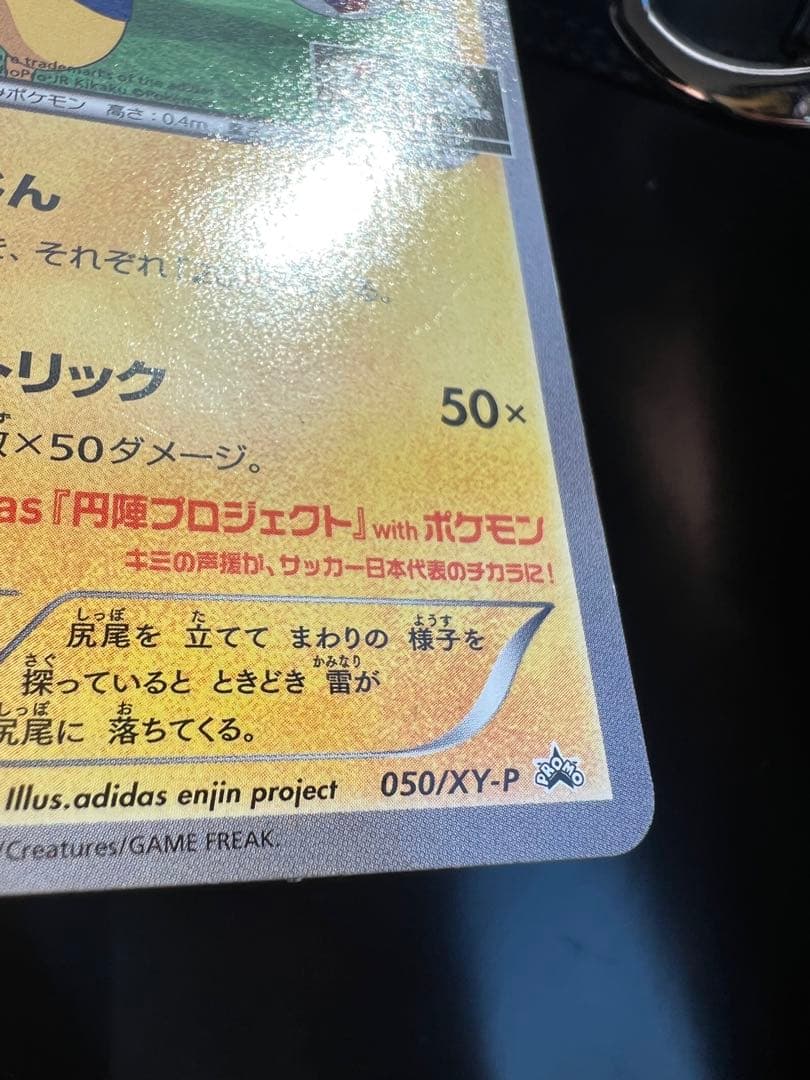 trademarks of the
ShoPro·JR Kikaku ©
ポケモン 高さ：0.4m
ん
、それぞれ
トリック
50×
数×50ダメージ。
as『円陣プロジェクト』with ポケモン
キミの声援が、サッカー日本代表のチカラに！
しっぽ た ようす
尻尾を 立てて まわりの 様子を
さぐ かみなり
探っていると ときどき 雷が
しっぽ お
尻尾に 落ちてくる。
Illus.adidas enjin project 050/XY-P PROMO
/Creatures/GAME FREAK.